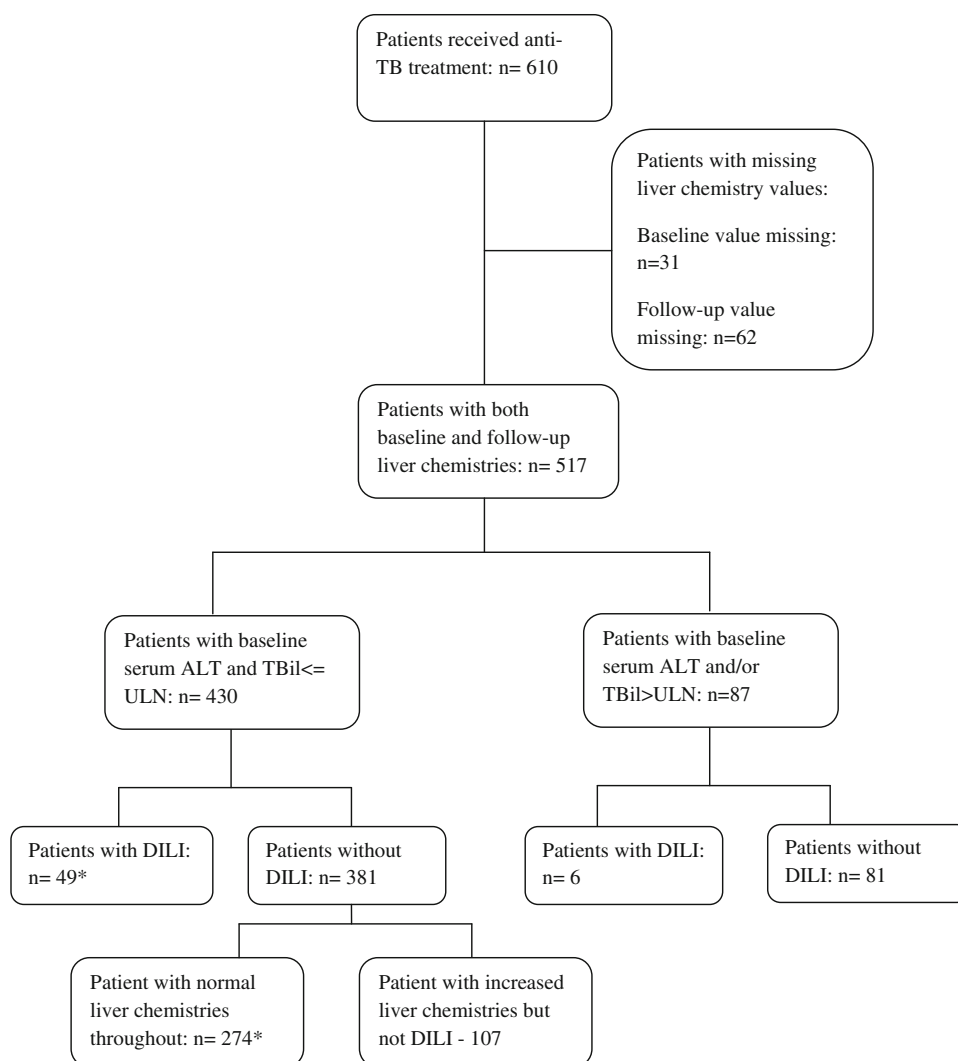 Patients received anti-
TB treatment: n= 610
Patients with missing
liver chemistry values:
Baseline value missing:
n=31
Follow-up value
missing: n=62
Patients with both
baseline and follow-up
liver chemistries: n= 517
Patients with baseline
serum ALT and TBil<=
ULN: n= 430
Patients with baseline
serum ALT and/or
TBil>ULN: n=87
Patients with DILI:
n= 49*
Patients without
DILI: n= 381
Patients with DILI:
n= 6
Patients without
DILI: n= 81
Patient with normal
liver chemistries
throughout: n= 274*
Patient with increased
liver chemistries but
not DILI - 107